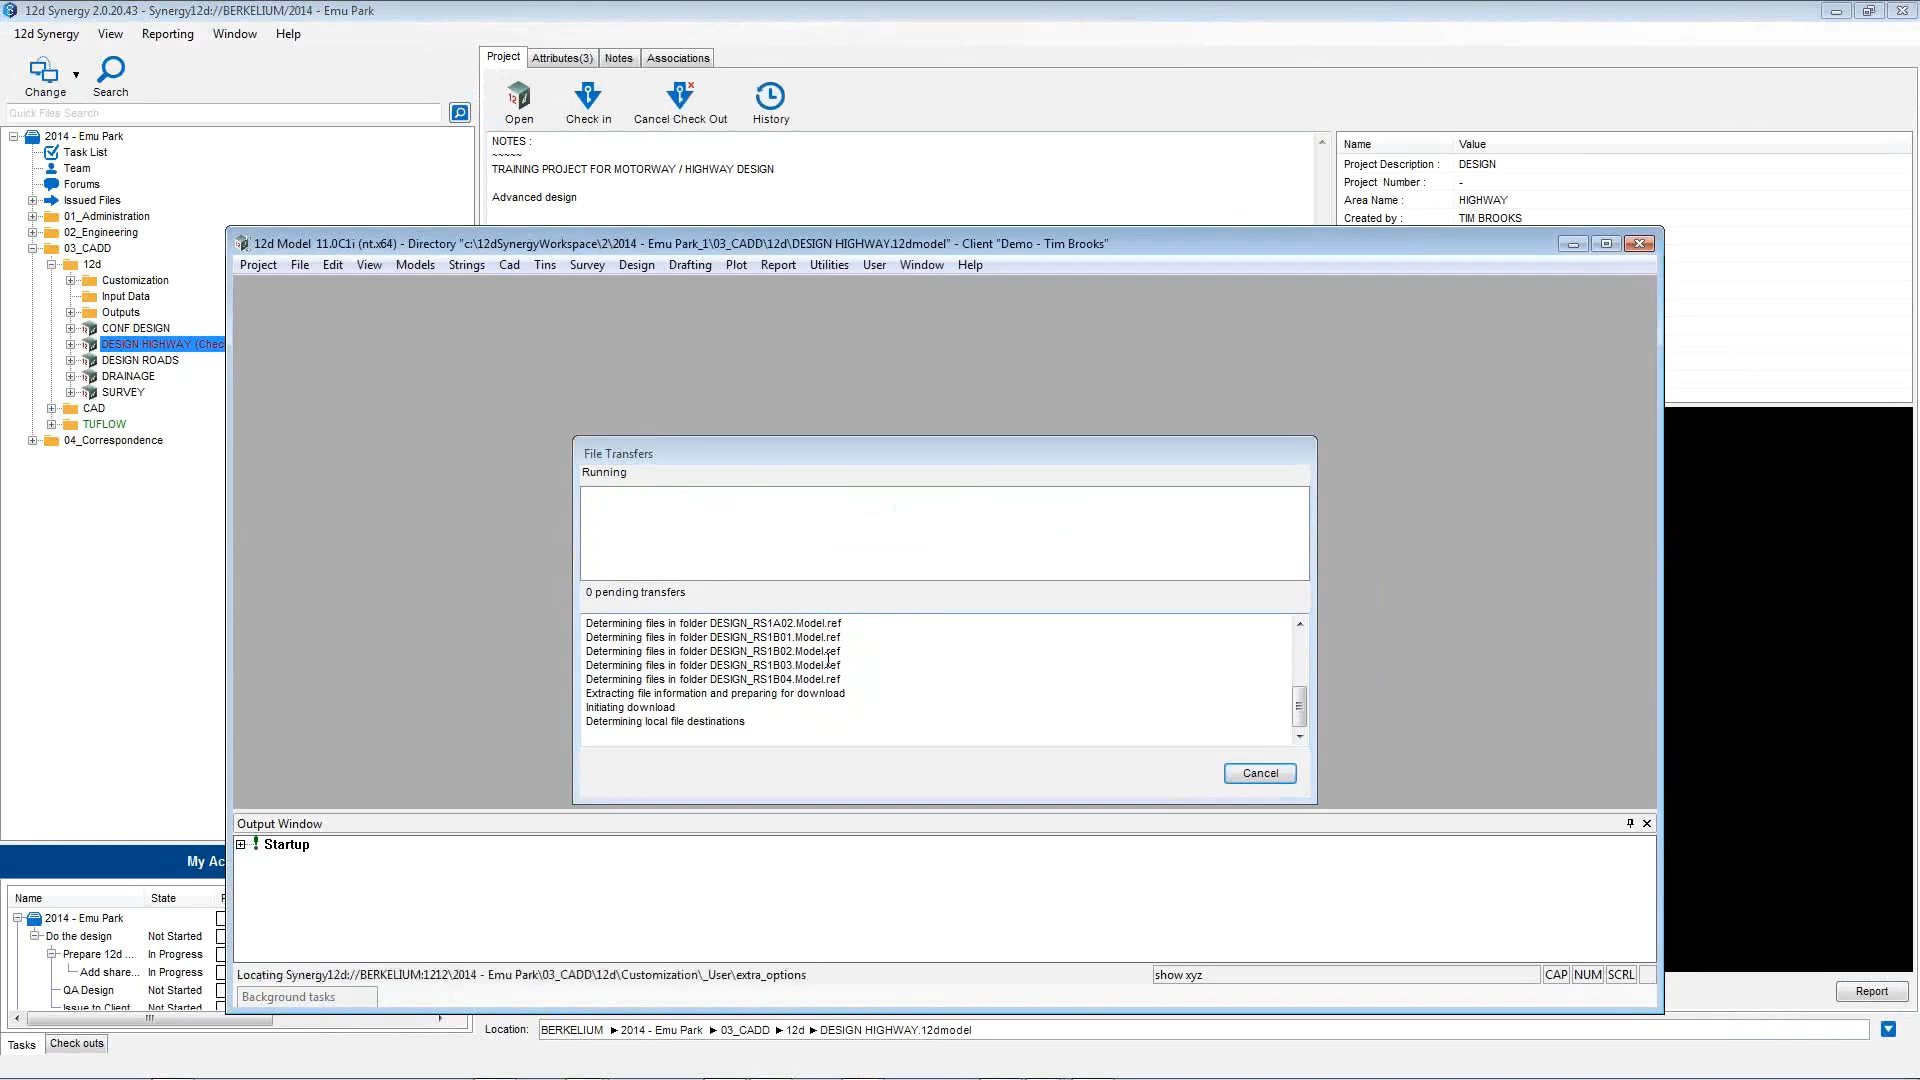 12d Synergy 2.0.20.43 - Synergy12d://BERKELIUM/2014 - Emu Park
12d Synergy View Reporting Window Help
Change Search
Quick Files Search
2014 - Emu Park
Task List
Team
Forums
Issued Files
01_Administration
02_Engineering
03_CADD
12d
Customization
Input Data
Outputs
CONF DESIGN
DESIGN HIGHWAY (Chec
DESIGN ROADS
DRAINAGE
SURVEY
CAD
TUFLOW
04_Correspondence
Project Attributes(3) Notes Associations
Open Check in Cancel Check Out History
NOTES :
~~~~~
TRAINING PROJECT FOR MOTORWAY / HIGHWAY DESIGN
Advanced design
Name Value
Project Description : DESIGN
Project Number : -
Area Name : HIGHWAY
Created by : TIM BROOKS
12d Model 11.0C1i (nt.x64) - Directory "c:\12dSynergyWorkspace\2\2014 - Emu Park_1\03_CADD\12d\DESIGN HIGHWAY.12dmodel" - Client "Demo - Tim Brooks"
Project File Edit View Models Strings Cad Tins Survey Design Drafting Plot Report Utilities User Window Help
File Transfers
Running
0 pending transfers
Determining files in folder DESIGN_RS1A02.Model.ref
Determining files in folder DESIGN_RS1B01.Model.ref
Determining files in folder DESIGN_RS1B02.Model.ref
Determining files in folder DESIGN_RS1B03.Model.ref
Determining files in folder DESIGN_RS1B04.Model.ref
Extracting file information and preparing for download
Initiating download
Determining local file destinations
Cancel
Output Window
Startup
Locating Synergy12d://BERKELIUM:1212\2014 - Emu Park\03_CADD\12d\Customization\_User\extra_options
show xyz
CAP NUM SCRL
Background tasks
My Ac
Name State
2014 - Emu Park
Do the design Not Started
Prepare 12d ... In Progress
Add share... In Progress
QA Design Not Started
Issue to Client Not Started
Tasks Check outs
Report
Location: BERKELIUM ►2014 - Emu Park ►03_CADD ►12d ►DESIGN HIGHWAY.12dmodel